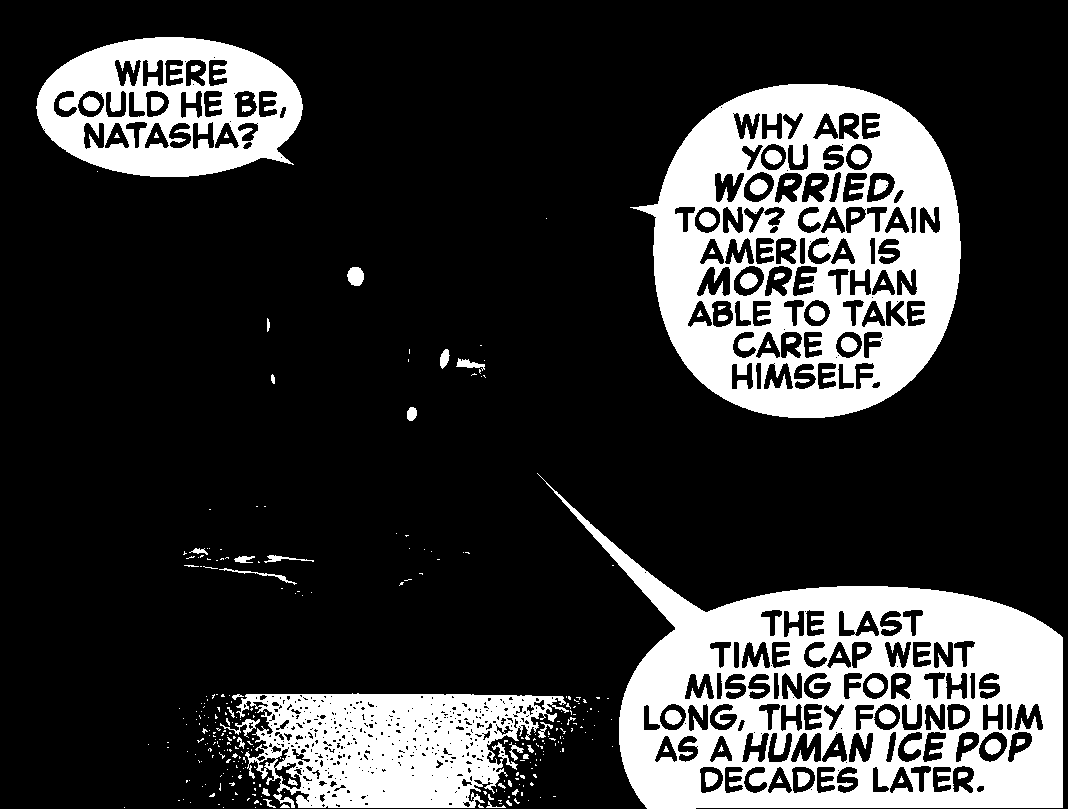 WHERE
COULD HE BE,
NATASHA?
WHY ARE
YOU SO
WORRIED,
TONY? CAPTAIN
AMERICA IS
MORE THAN
ABLE TO TAKE
CARE OF
HIMSELF.
THE LAST
TIME CAP WENT
MISSING FOR THIS
LONG, THEY FOUND HIM
AS A HUMAN ICE POP
DECADES LATER.